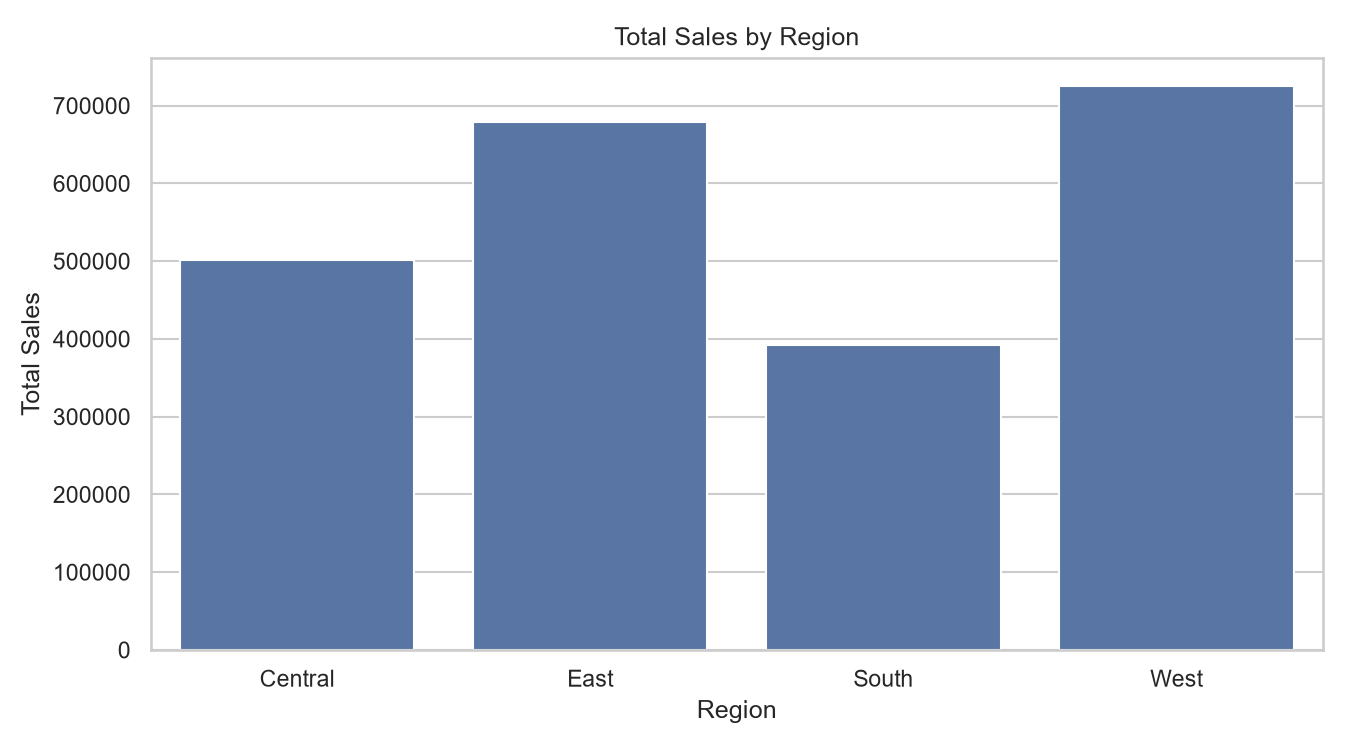 Total Sales by Region
700000
600000
500000
400000
300000
200000
100000
0
Total Sales
Central East South West
Region